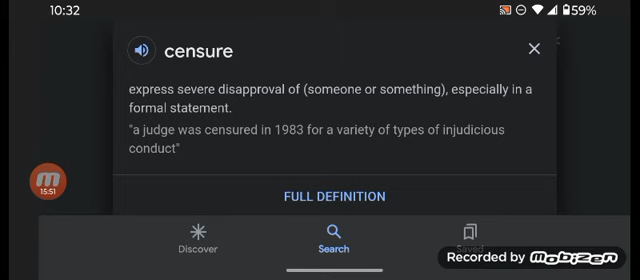 10:32
59%
censure
express severe disapproval of (someone or something), especially in a
formal statement.
"a judge was censured in 1983 for a variety of types of injudicious
conduct"
15:51
FULL DEFINITION
Discover
Search
Saved
Recorded by mobizen